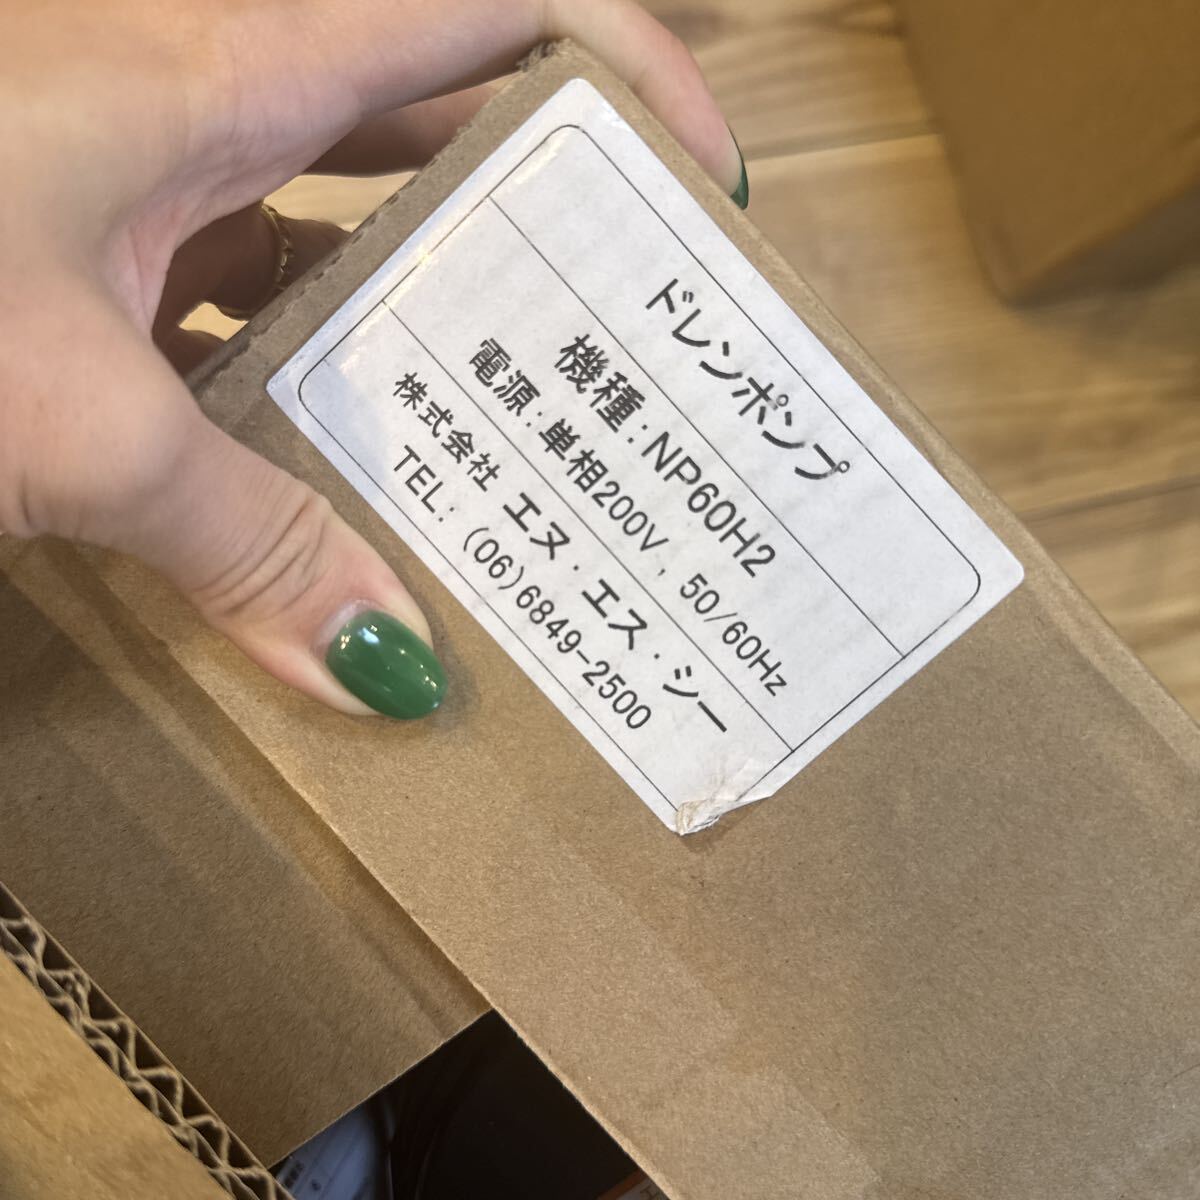 ドレンポンプ
機種：NP60H2
電源：単相200V，50/60Hz
株式会社 エヌ・エス・シー
TEL：(06)6849-2500